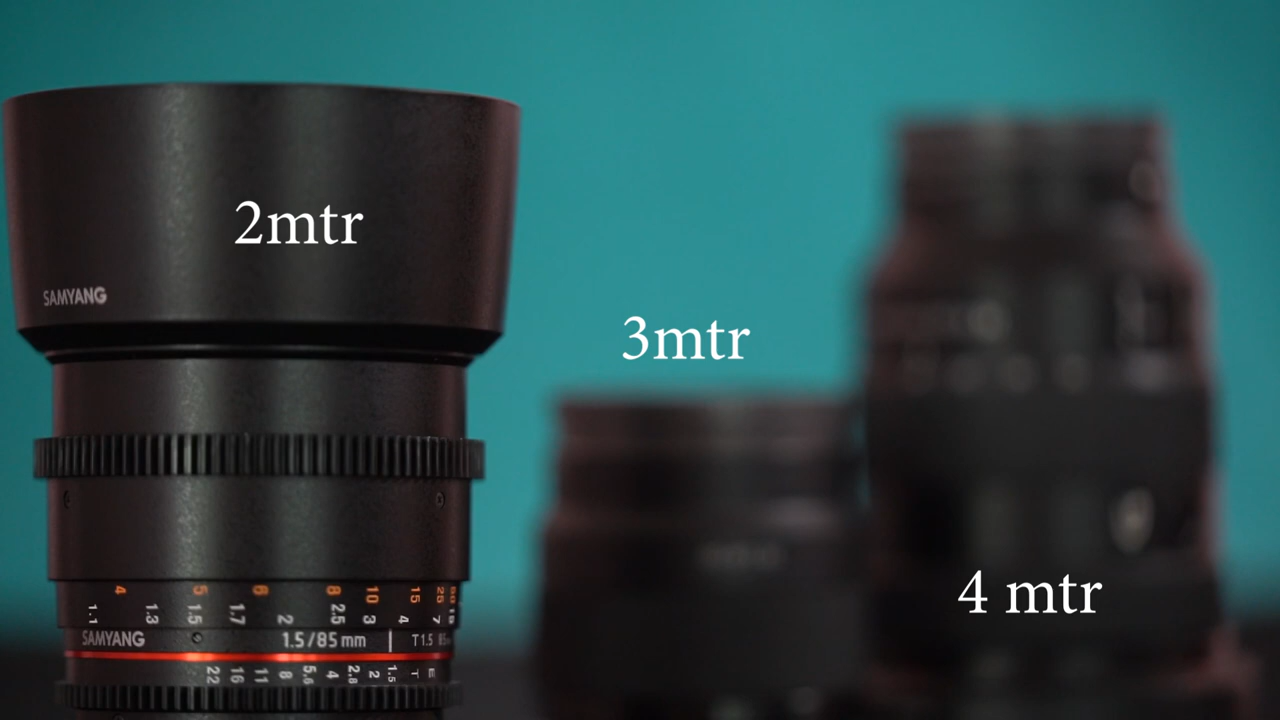 2mtr
SAMYANG
3mtr
4 mtr
4 5 6 8 10 15 25 50
1.1 1.3 1.5 1.7 2 2.5 3 4 7 15
SAMYANG 1.5/85mm T1.5
22 16 11 8 5.6 4 2.8 2 1.5 T